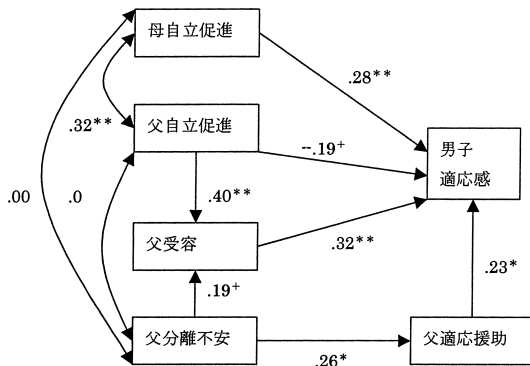 母自立促進
.28**
.32**
父自立促進
-.19+
男子
適応感
.00
.0
.40**
父受容
.32**
.19+
.23*
父分離不安
.26*
父適応援助